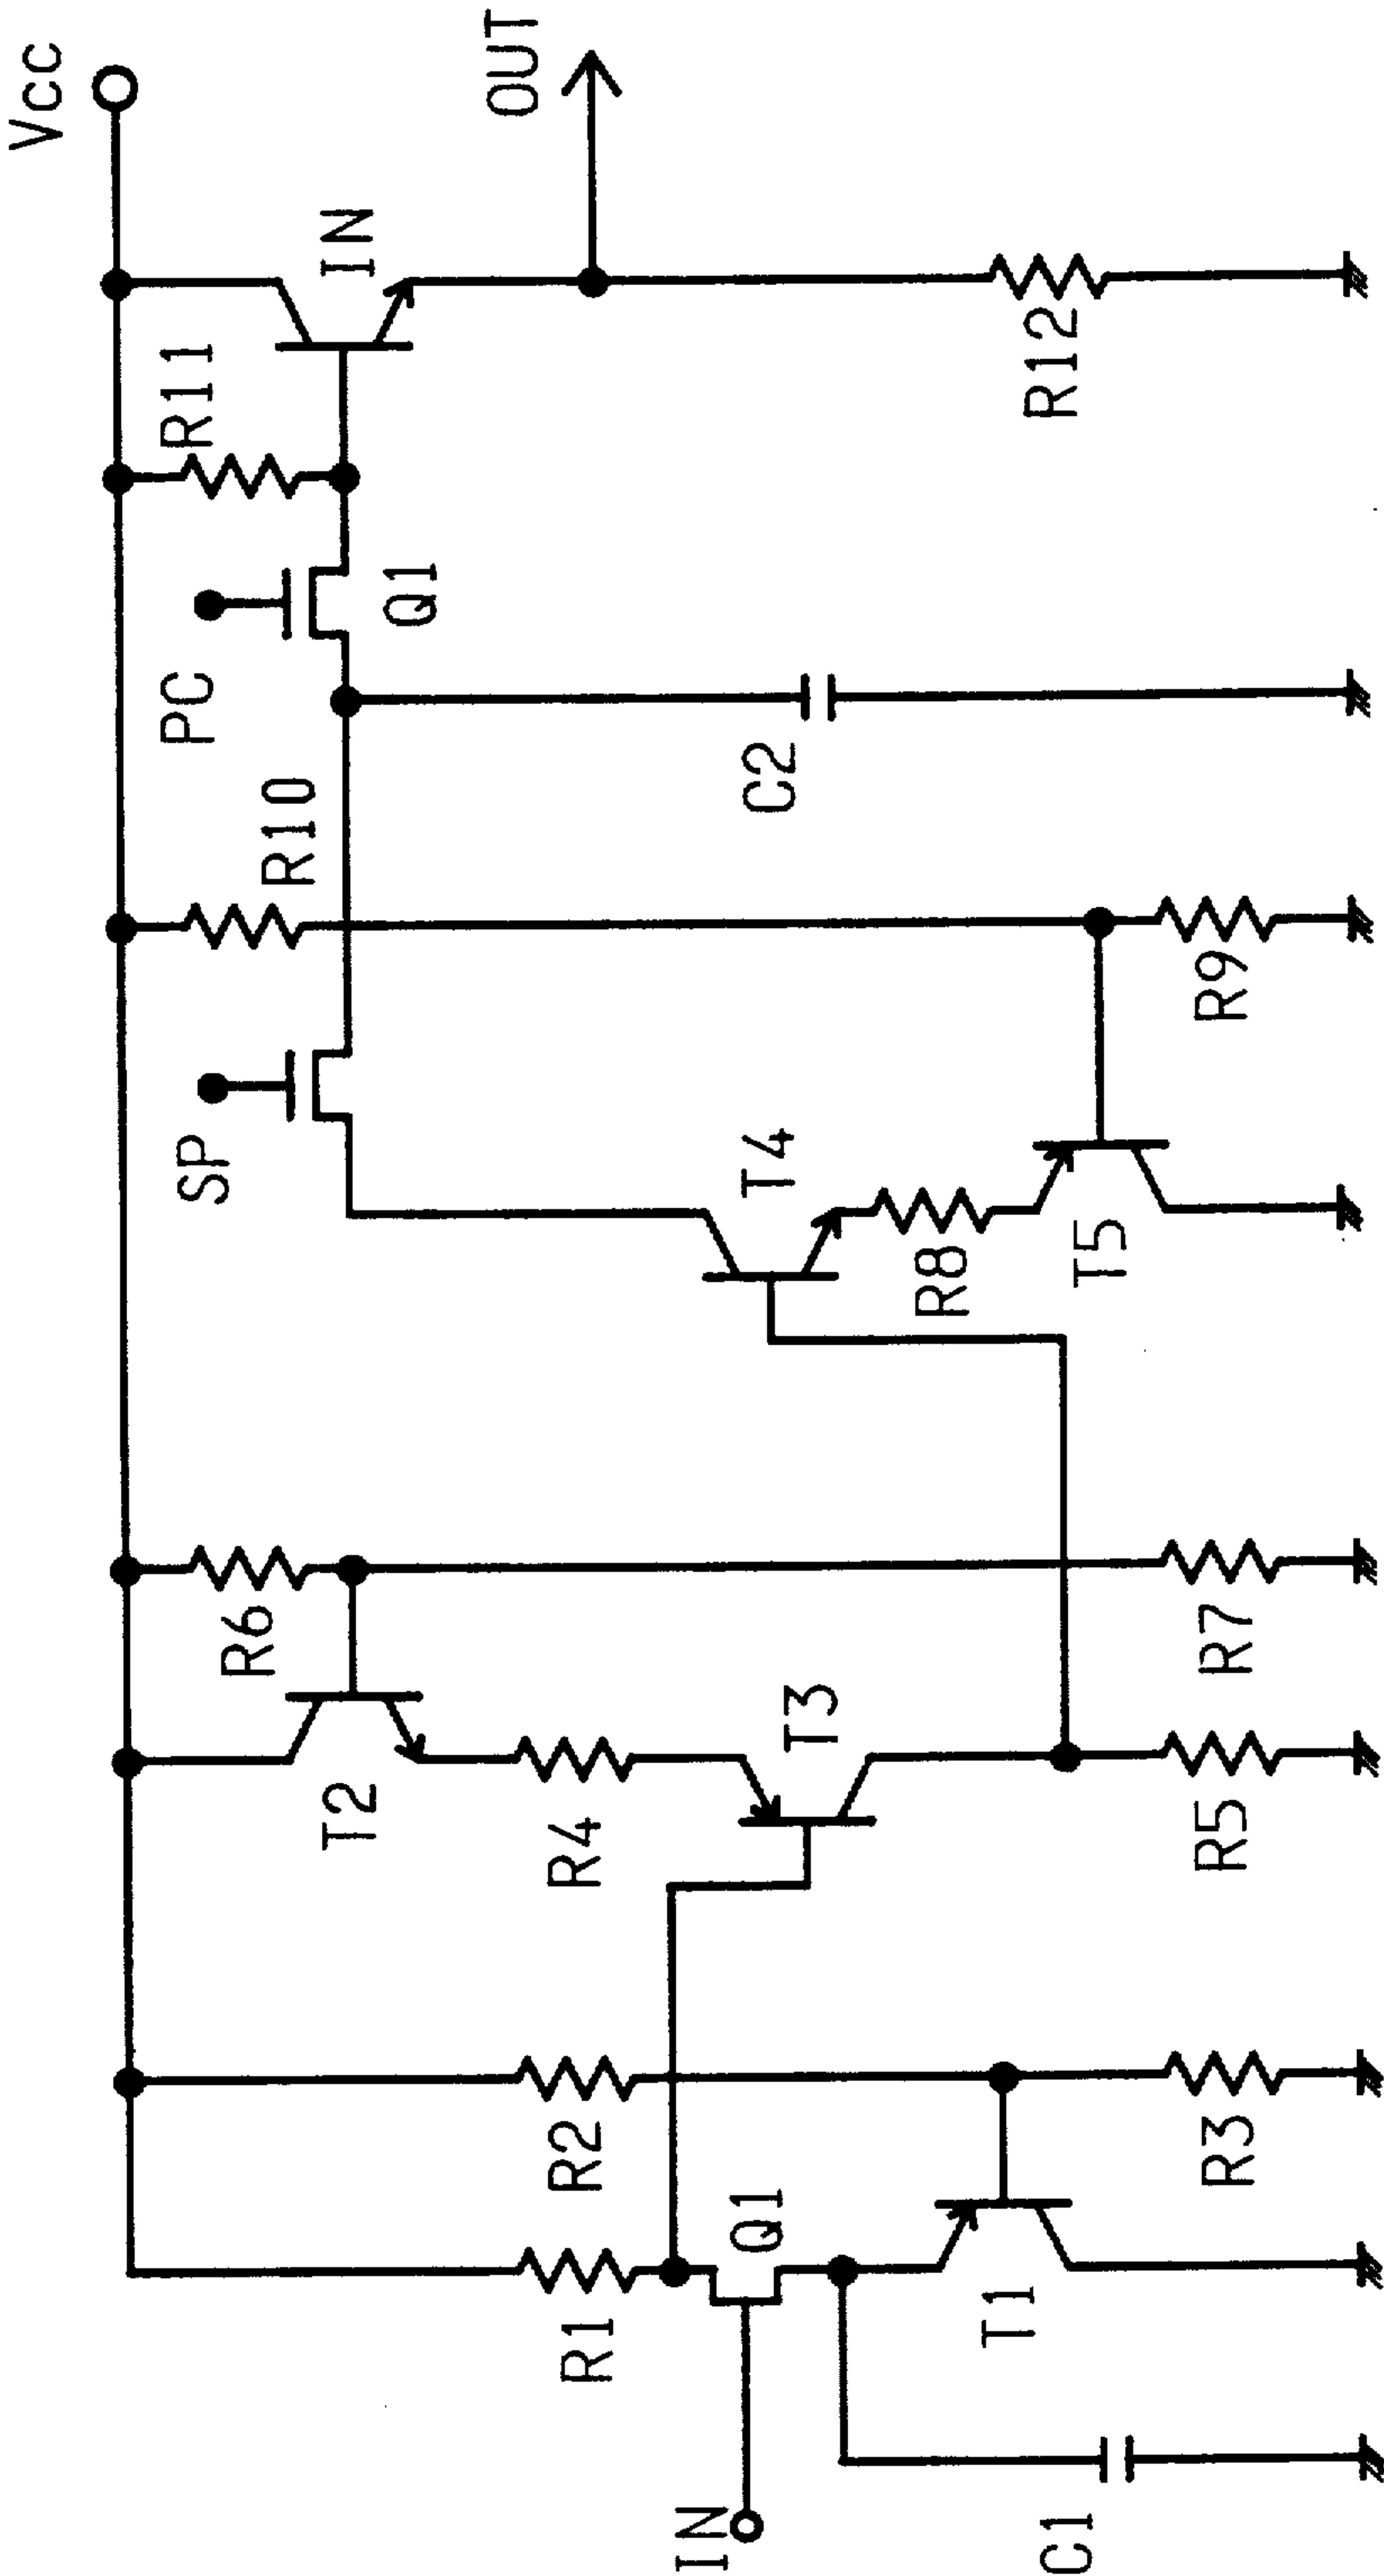 Vcc
OUT
IN
R11
R12
PC
Q1
C2
R10
R9
SP
T4
R8
T5
R6
R7
T2
T3
R4
R5
R2
R3
R1
Q1
T1
IN
C1